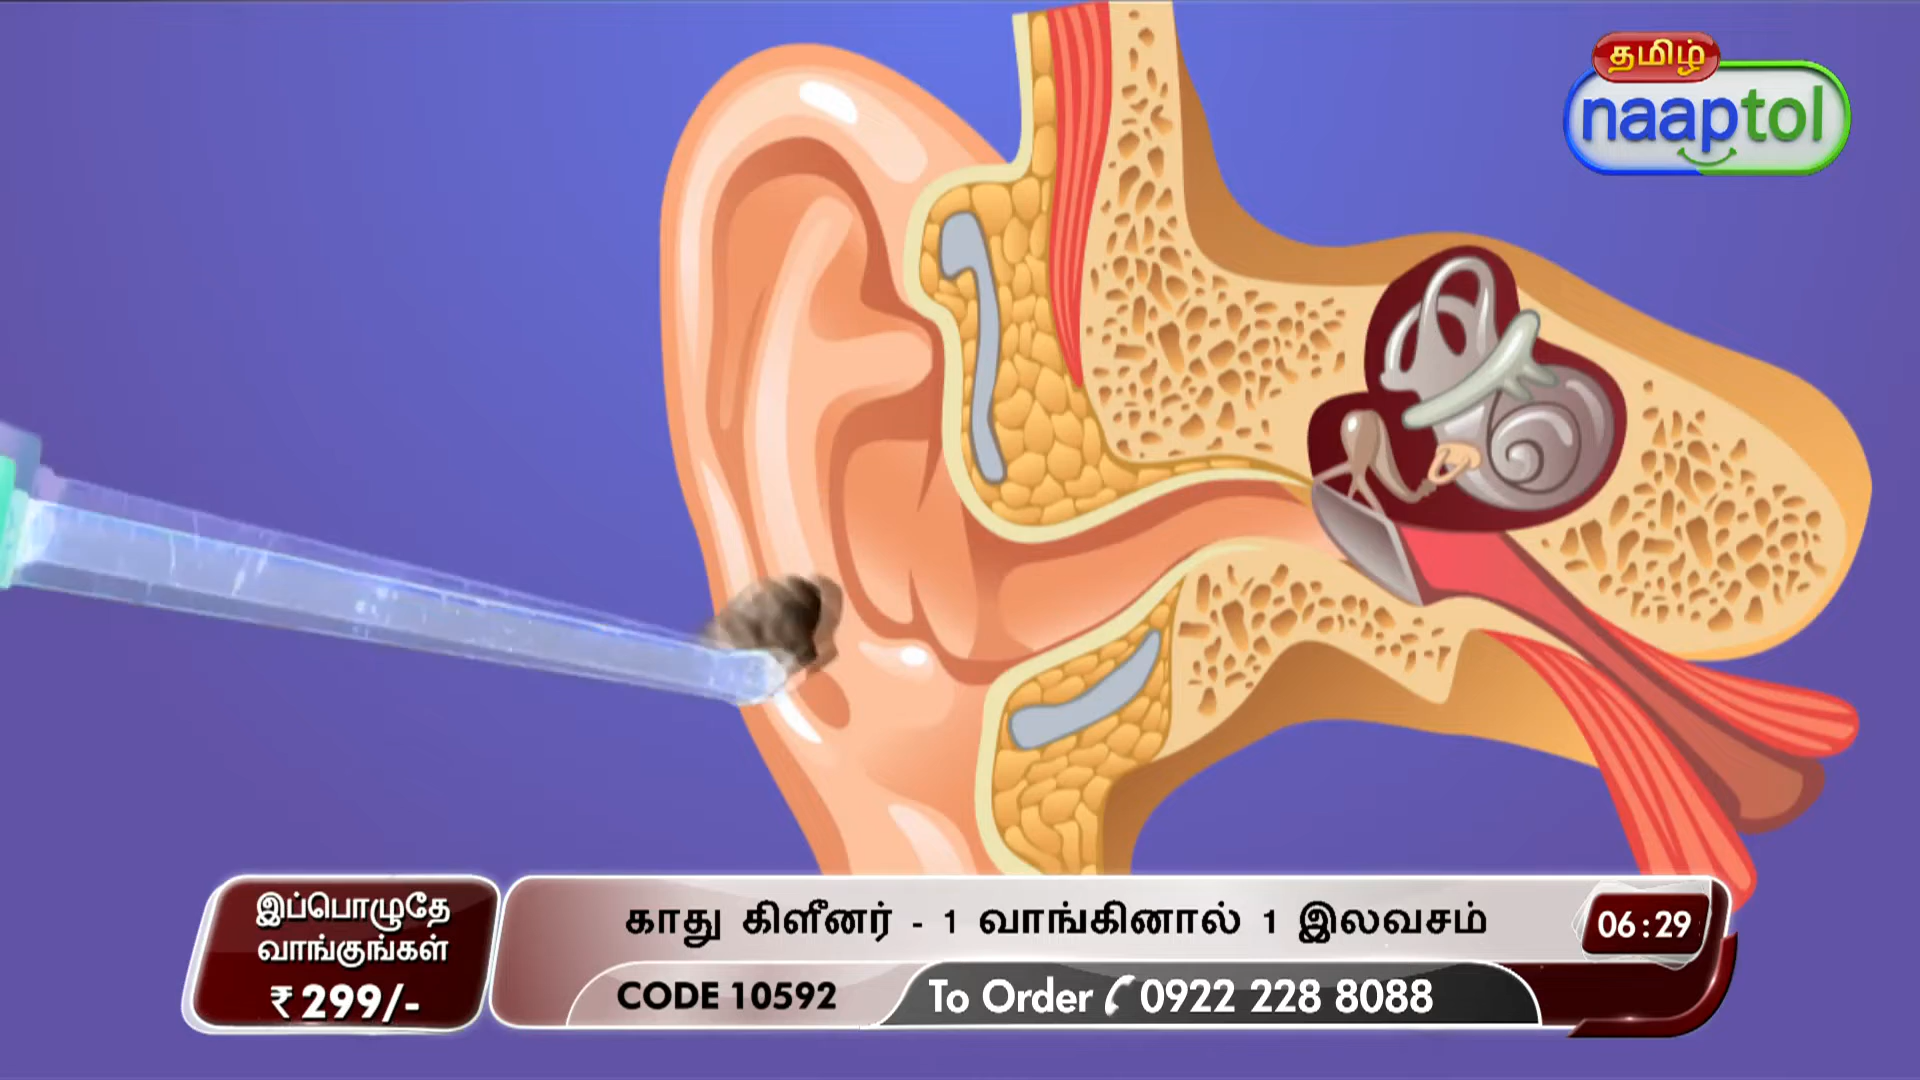 தமிழ்
naaptol
இப்பொழுதே
வாங்குங்கள்
₹ 299/-
காது கிளீனர் - 1 வாங்கினால் 1 இலவசம்
06:29
CODE 10592
To Order 0922 228 8088